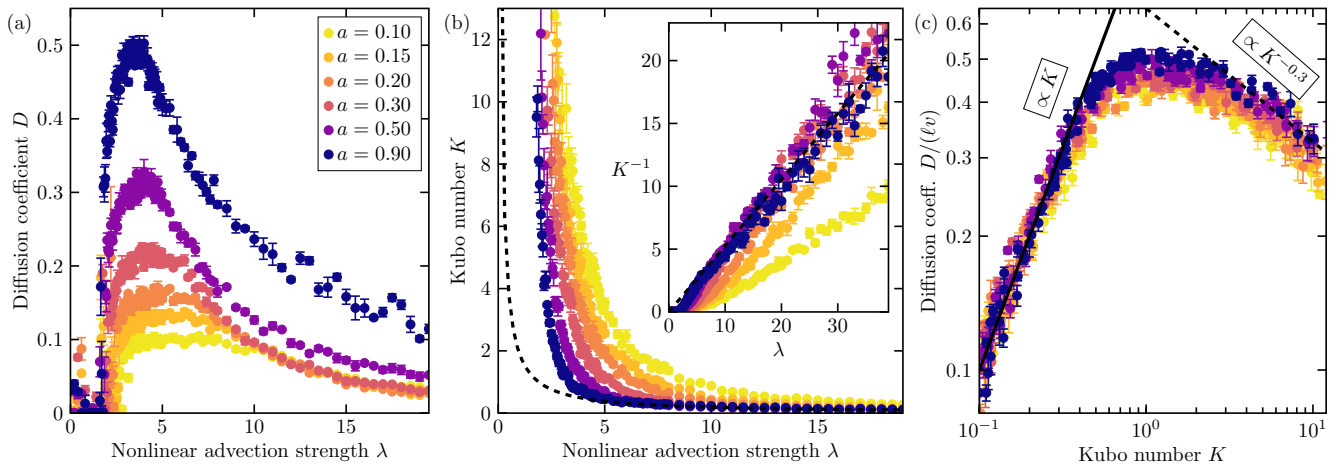 (a)
Diffusion coefficient D
0.5
0.4
0.3
0.2
0.1
0
0
5
10
15
Nonlinear advection strength λ
a = 0.10
a = 0.15
a = 0.20
a = 0.30
a = 0.50
a = 0.90
(b)
Kubo number K
12
10
8
6
4
2
0
0
5
10
15
Nonlinear advection strength λ
K⁻¹
20
15
10
5
0
0
10
20
30
λ
(c)
Diffusion coeff. D/(ℓv)
0.6
0.5
0.4
0.3
0.2
0.1
10⁻¹
10⁰
10¹
Kubo number K
∝ K
∝ K⁻⁰·³